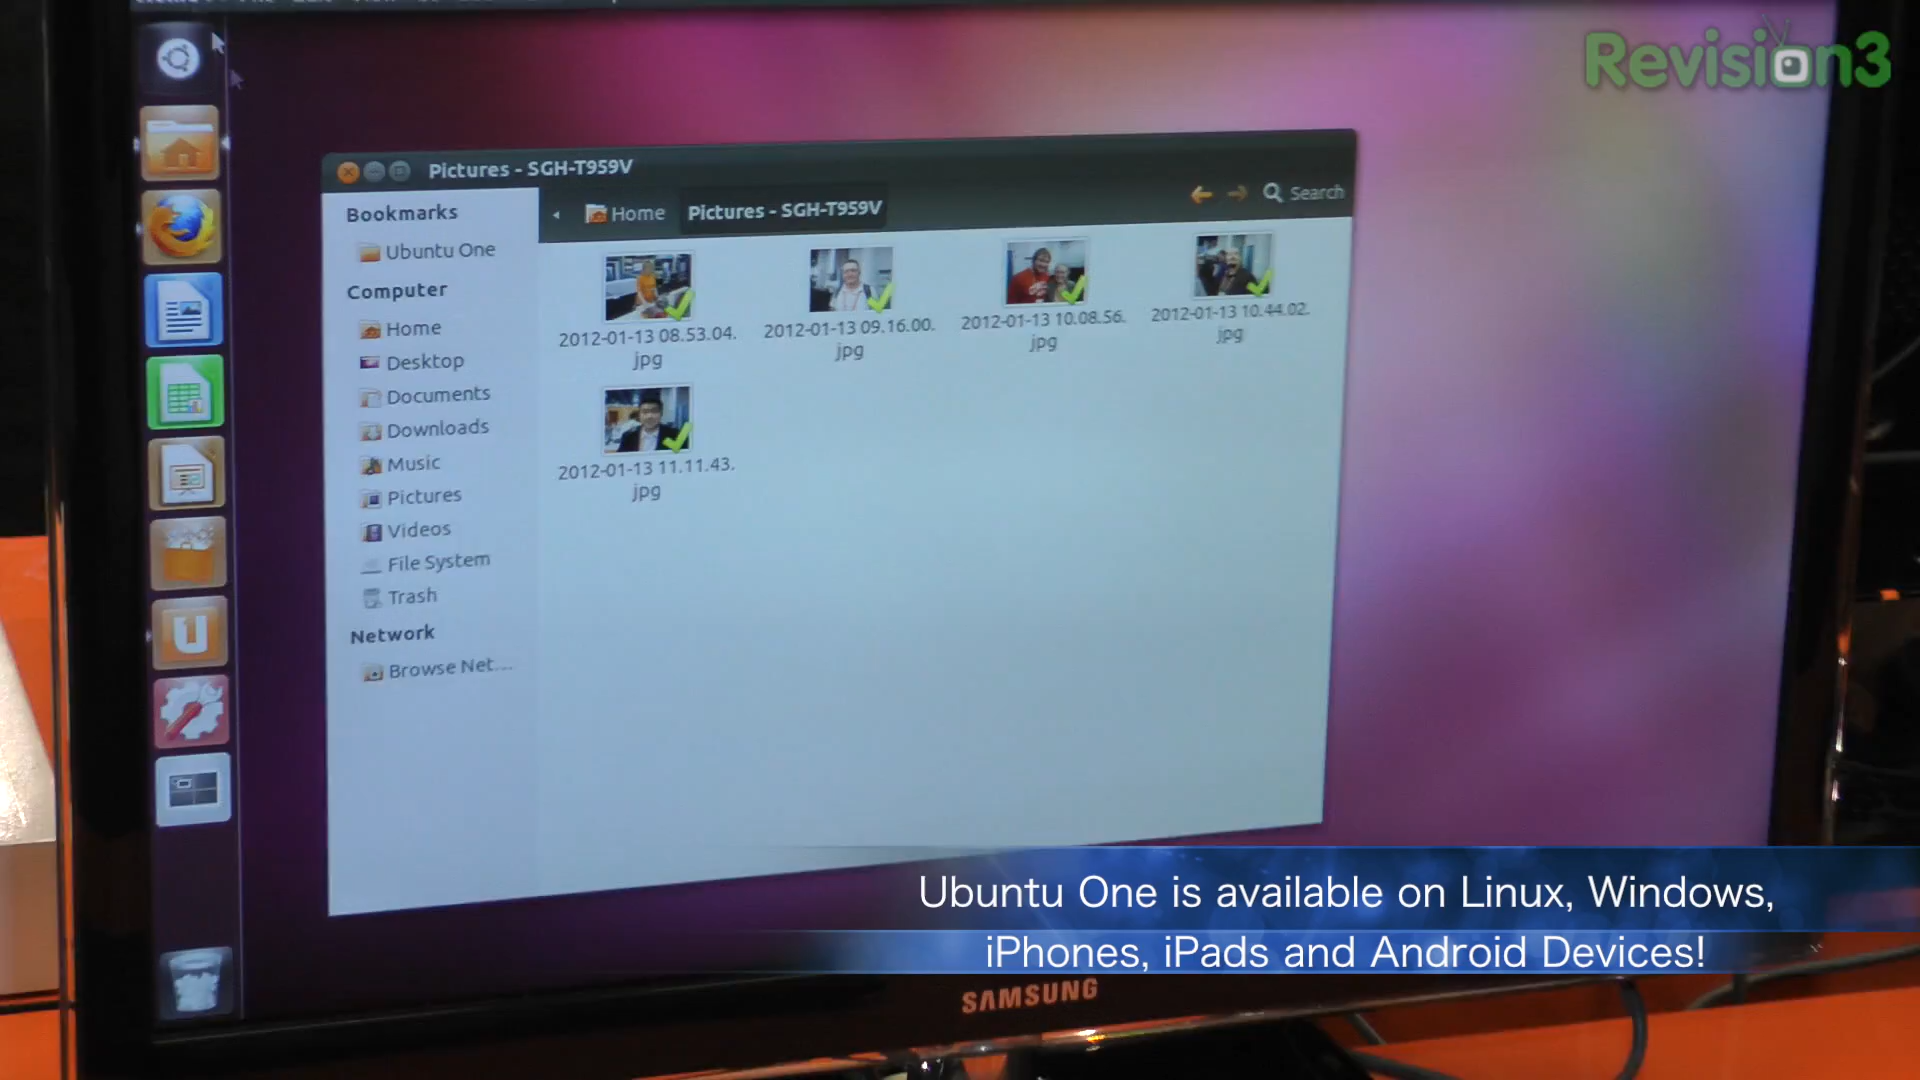 Revision3
Pictures - SGH-T959V
Home
Pictures - SGH-T959V
Search
Bookmarks
Ubuntu One
Computer
Home
Desktop
Documents
Downloads
Music
Pictures
Videos
File System
Trash
Network
Browse Net...
2012-01-13 08.53.04.
jpg
2012-01-13 09.16.00.
jpg
2012-01-13 10.08.56.
jpg
2012-01-13 10.44.02.
jpg
2012-01-13 11.11.43.
jpg
Ubuntu One is available on Linux, Windows,
iPhones, iPads and Android Devices!
SAMSUNG